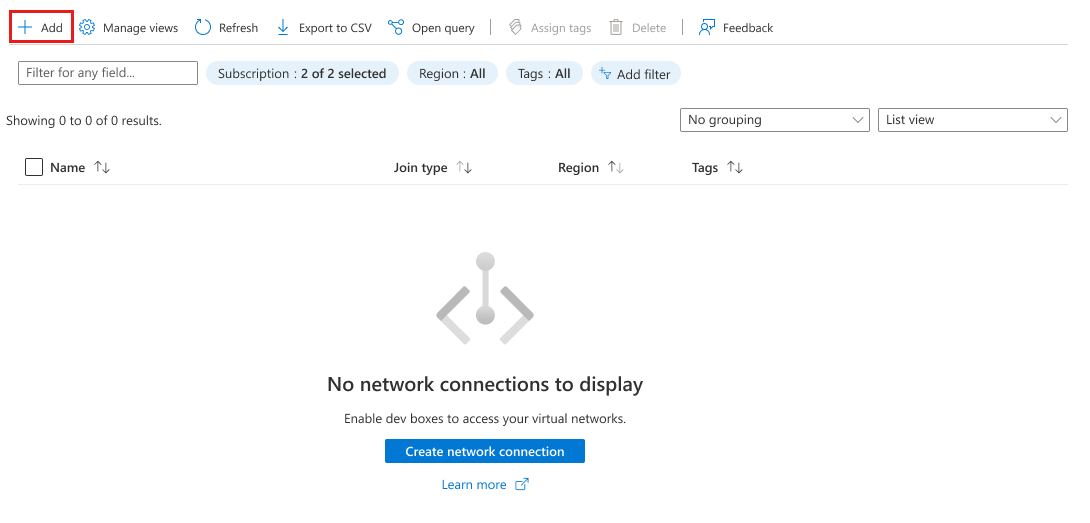 Add Manage views Refresh Export to CSV Open query Assign tags Delete Feedback
Filter for any field... Subscription : 2 of 2 selected Region : All Tags : All Add filter
Showing 0 to 0 of 0 results. No grouping List view
Name Join type Region Tags
No network connections to display
Enable dev boxes to access your virtual networks.
Create network connection
Learn more